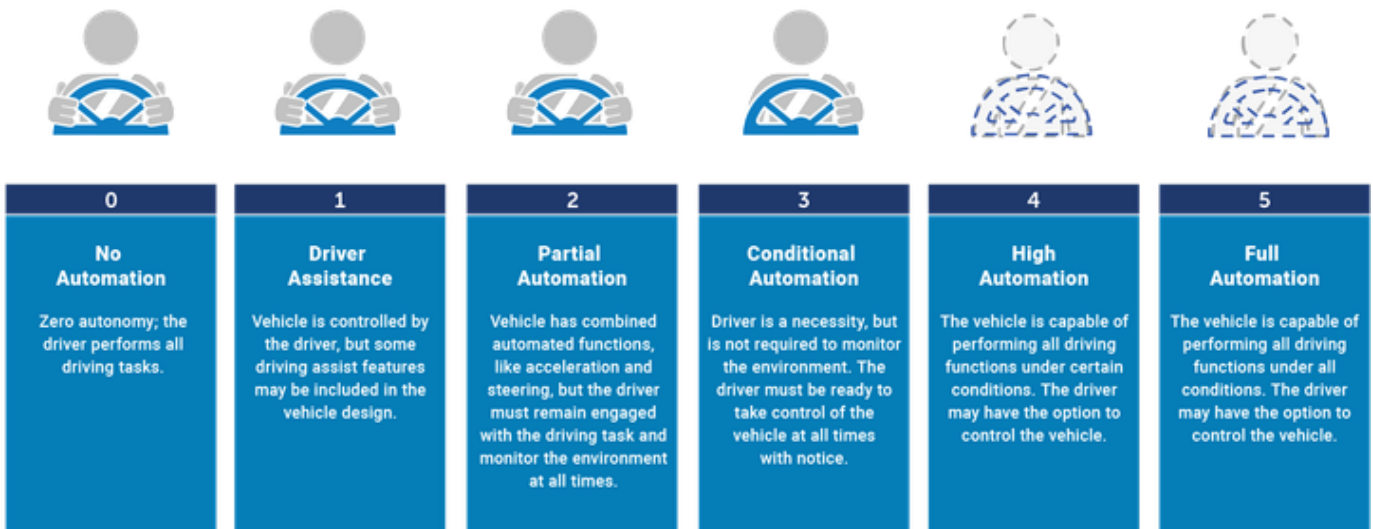 0
No
Automation
Zero autonomy; the
driver performs all
driving tasks.
1
Driver
Assistance
Vehicle is controlled by
the driver, but some
driving assist features
may be included in the
vehicle design.
2
Partial
Automation
Vehicle has combined
automated functions,
like acceleration and
steering, but the driver
must remain engaged
with the driving task and
monitor the environment
at all times.
3
Conditional
Automation
Driver is a necessity, but
is not required to monitor
the environment. The
driver must be ready to
take control of the
vehicle at all times
with notice.
4
High
Automation
The vehicle is capable of
performing all driving
functions under certain
conditions. The driver
may have the option to
control the vehicle.
5
Full
Automation
The vehicle is capable of
performing all driving
functions under all
conditions. The driver
may have the option to
control the vehicle.